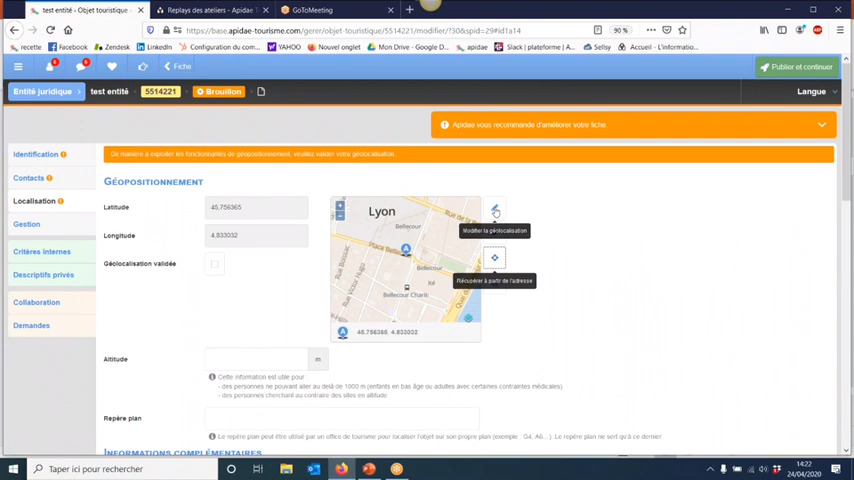 test entité ‹ Objet touristique ‹
Replays des ateliers - Apidae T
GoToMeeting
https://base.apidae-tourisme.com/gerer/objet-touristique/5514221/modifier/?30&spid=29#id1a14
90 %
recette
Facebook
Zendesk
LinkedIn
Configuration du com...
YAHOO
Nouvel onglet
Mon Drive - Google D...
apidae
Slack | plateforme | A...
Sellsy
Accueil - L'informatio...
Fiche
Publier et continuer
Entité juridique
test entité
5514221
Brouillon
Langue
Apidae vous recommande d'améliorer votre fiche.
Identification
Contacts
Localisation
Gestion
Critères internes
Descriptifs privés
Collaboration
Demandes
De manière à exploiter les fonctionnalités de géopositionnement, veuillez valider votre géolocalisation.
Géopositionnement
Latitude
45,756365
Longitude
4,833032
Géolocalisation validée
Lyon
Bellecour
Place Bellecour
Bellecour
Rue Boissac
Bellecour Charité
A
A 45,756365, 4,833032
Modifier la géolocalisation
Récupérer à partir de l'adresse
Altitude
m
Cette information est utile pour :
- des personnes ne pouvant aller au delà de 1000 m (enfants en bas âge ou adultes avec certaines contraintes médicales)
- des personnes cherchant au contraire des sites en altitude
Repère plan
Le repère plan peut être utilisé par un office de tourisme pour localiser l'objet sur son propre plan (exemple : G4, A6...). Le repère plan ne sert qu'à ce dernier.
Informations complémentaires
Taper ici pour rechercher
14:22
24/04/2020